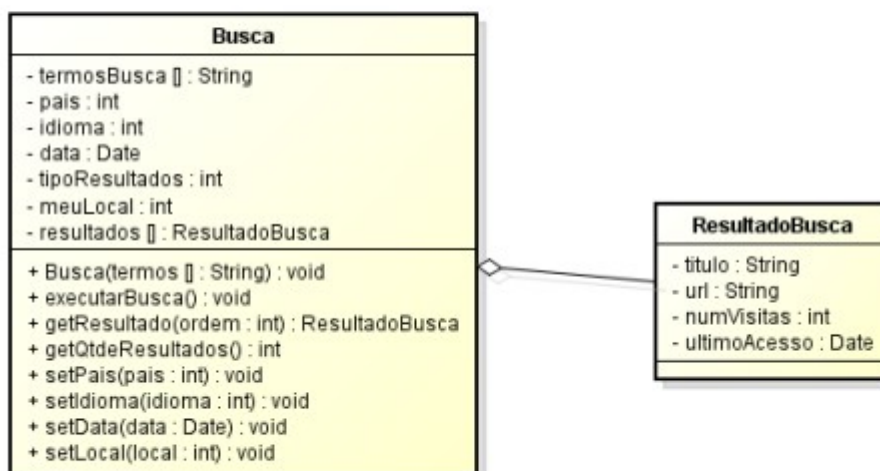 Busca
- termosBusca [] : String
- pais : int
- idioma : int
- data : Date
- tipoResultados : int
- meuLocal : int
- resultados [] : ResultadoBusca
+ Busca(termos [] : String) : void
+ executarBusca() : void
+ getResultado(ordem : int) : ResultadoBusca
+ getQtdeResultados() : int
+ setPais(pais : int) : void
+ setIdioma(idioma : int) : void
+ setData(data : Date) : void
+ setLocal(local : int) : void
ResultadoBusca
- titulo : String
- url : String
- numVisitas : int
- ultimoAcesso : Date